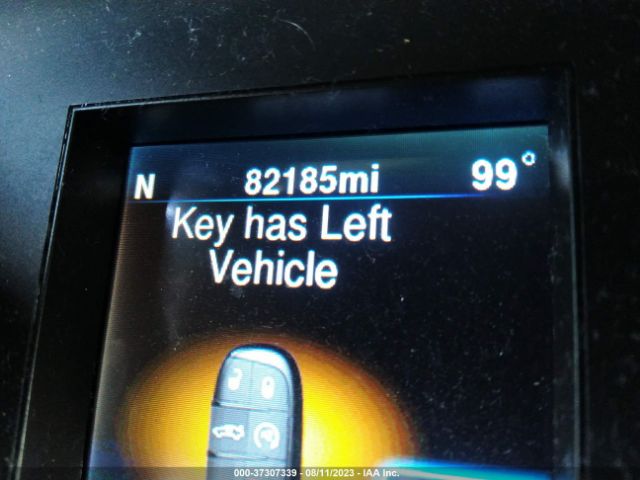 N 82185mi 99°
Key has Left
Vehicle
000-37307339 - 08/11/2023 - IAA Inc.